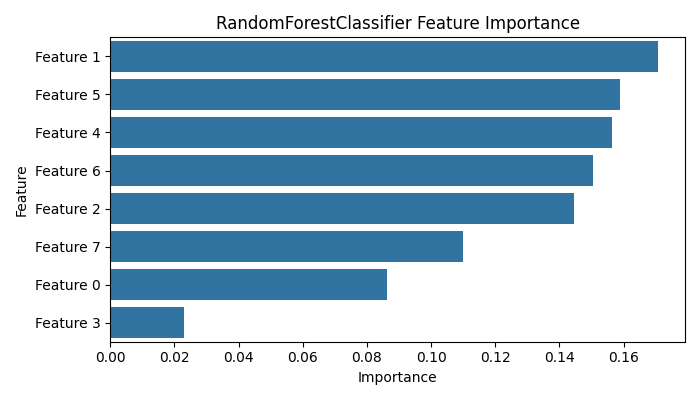 RandomForestClassifier Feature Importance
Feature 1
Feature 5
Feature 4
Feature 6
Feature 2
Feature 7
Feature 0
Feature 3
Feature
0.00 0.02 0.04 0.06 0.08 0.10 0.12 0.14 0.16
Importance